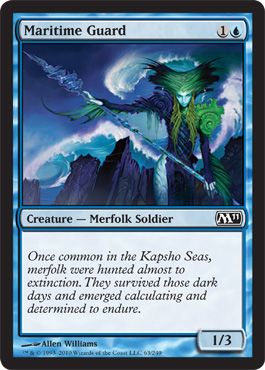 Maritime Guard 1
Creature — Merfolk Soldier M11
Once common in the Kapsho Seas,
merfolk were hunted almost to
extinction. They survived those dark
days and emerged calculating and
determined to endure.
Allen Williams
™ & © 1993–2010 Wizards of the Coast LLC 63/249
1/3